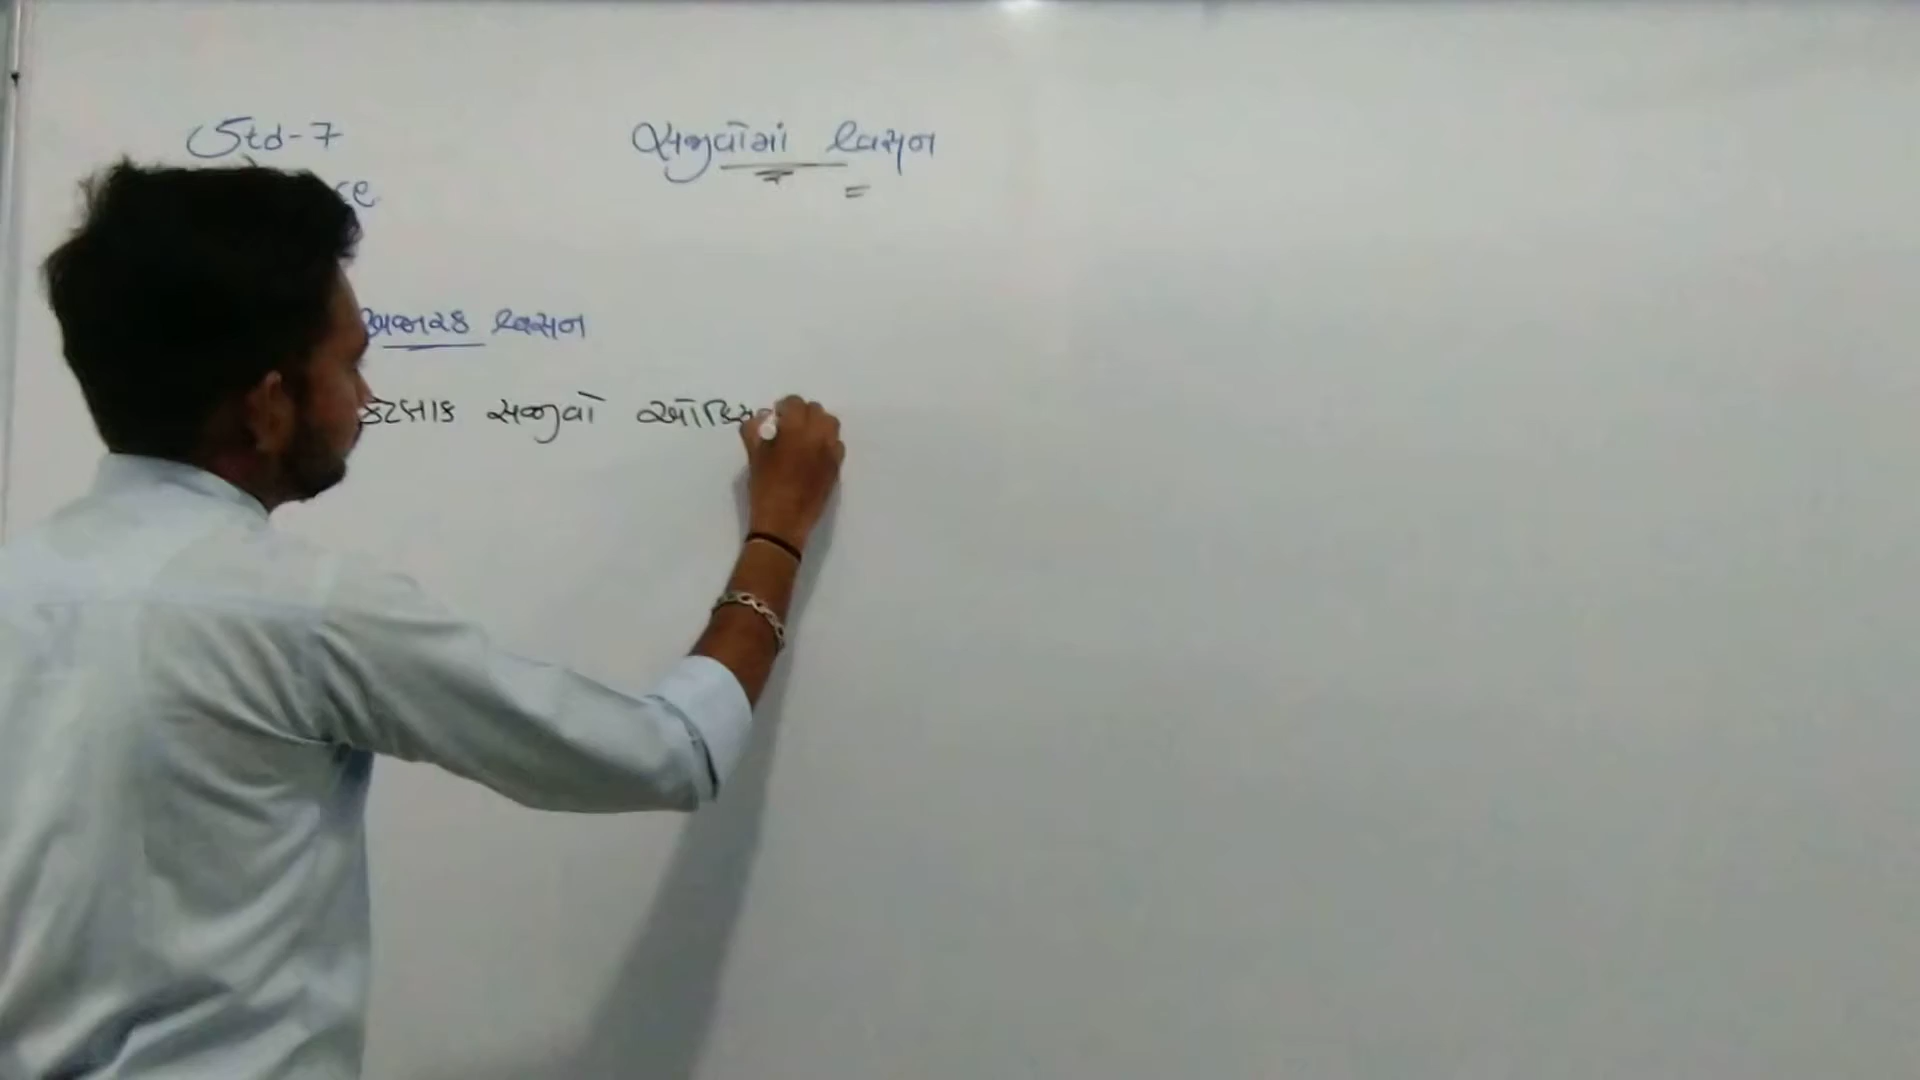 Std-7 સજીવોમાં શ્વસન
અજારક શ્વસન
કેટલાક સજીવો